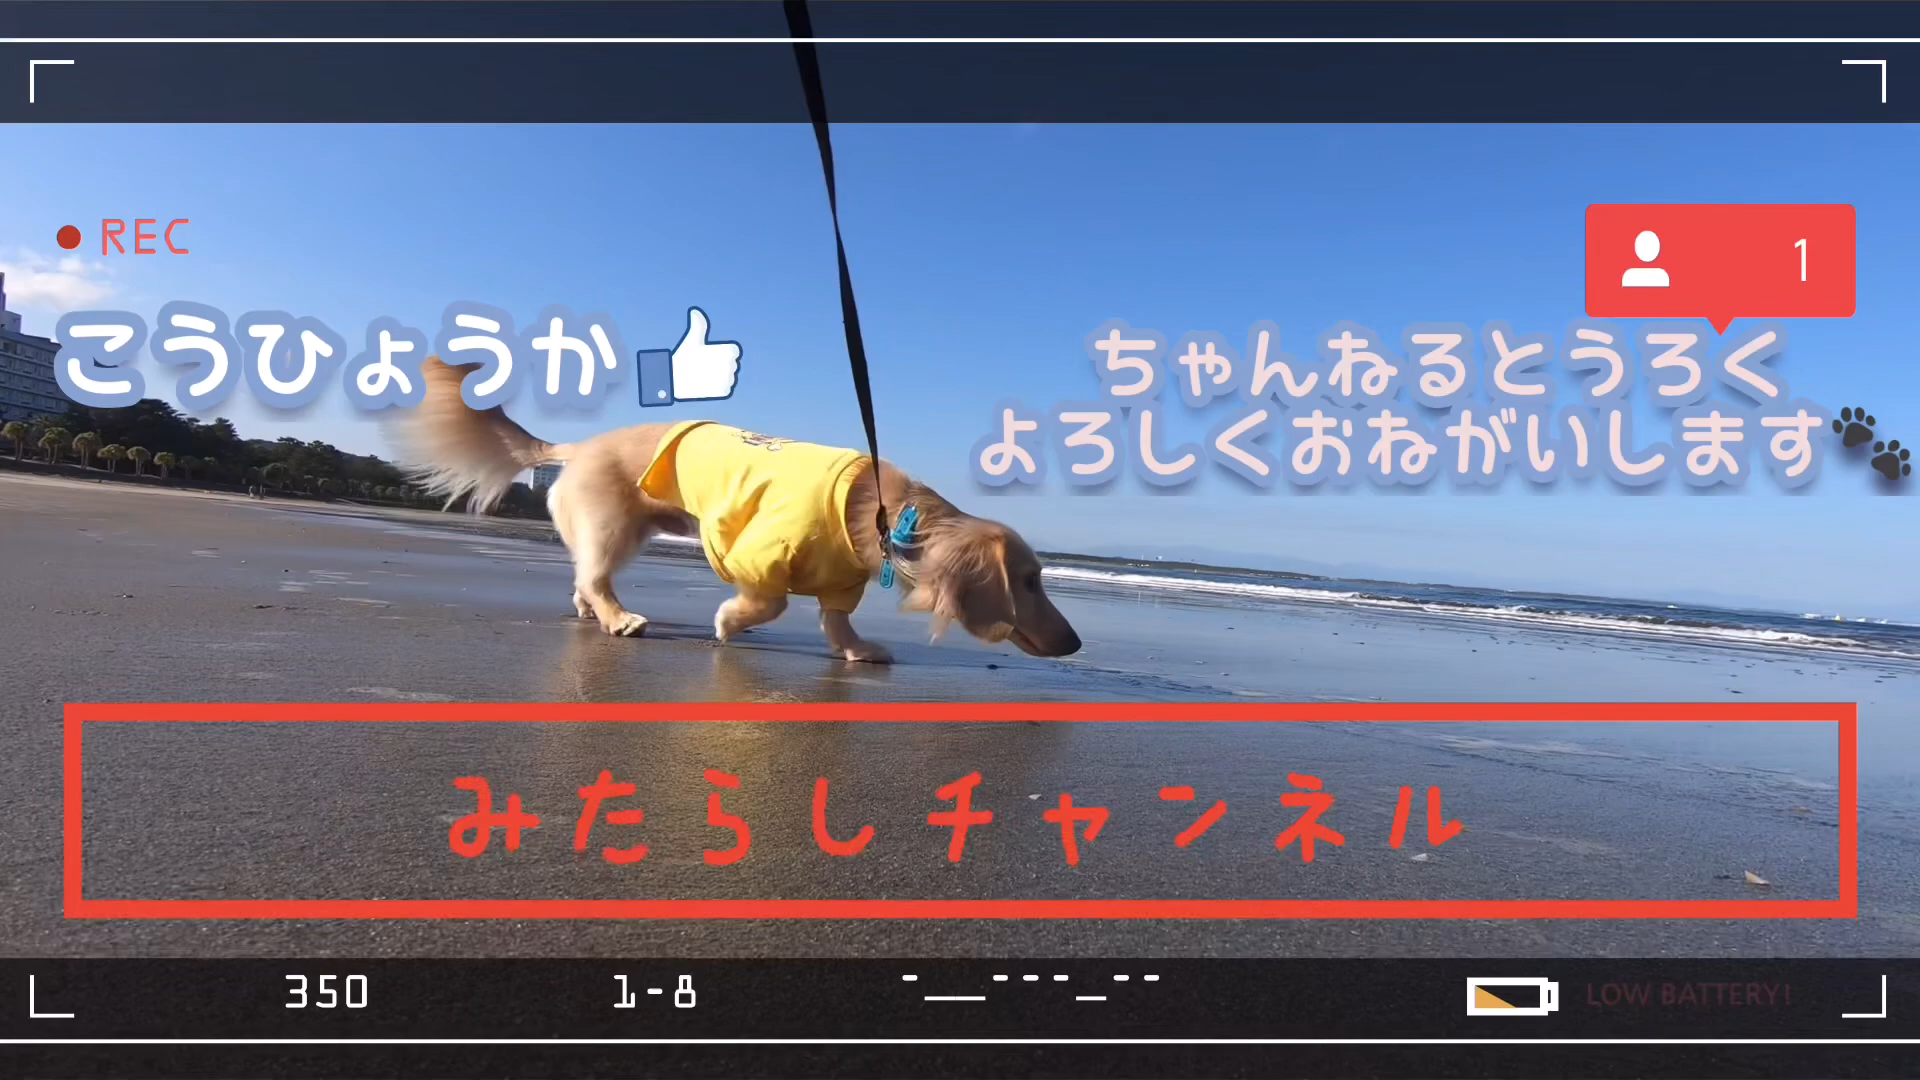 REC
1
こうひょうか
ちゃんねるとうろく
よろしくおねがいします
みたらしチャンネル
350
1-8
LOW BATTERY!